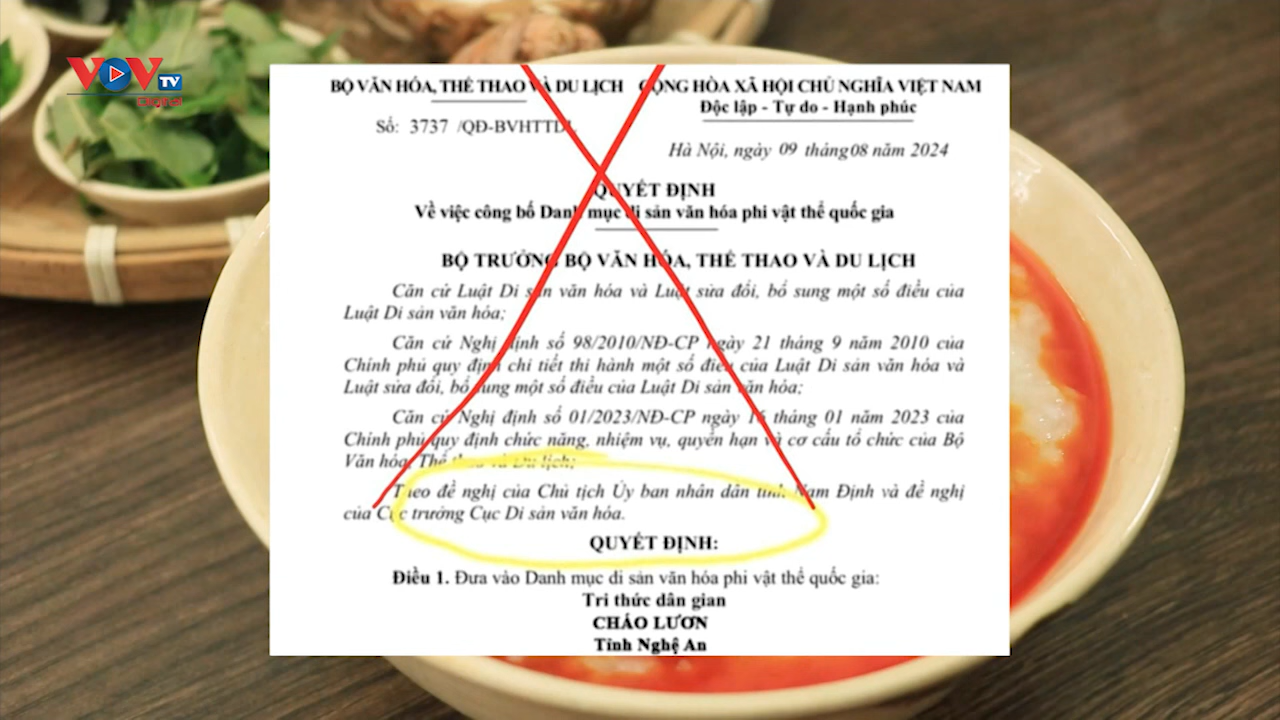 VOV TV
Digital
BỘ VĂN HÓA, THỂ THAO VÀ DU LỊCH
CỘNG HÒA XÃ HỘI CHỦ NGHĨA VIỆT NAM
Độc lập - Tự do - Hạnh phúc
Số: 3737 /QĐ-BVHTTDL
Hà Nội, ngày 09 tháng 08 năm 2024
QUYẾT ĐỊNH
Về việc công bố Danh mục di sản văn hóa phi vật thể quốc gia
BỘ TRƯỞNG BỘ VĂN HÓA, THỂ THAO VÀ DU LỊCH
Căn cứ Luật Di sản văn hóa và Luật sửa đổi, bổ sung một số điều của
Luật Di sản văn hóa;
Căn cứ Nghị định số 98/2010/NĐ-CP ngày 21 tháng 9 năm 2010 của
Chính phủ quy định chi tiết thi hành một số điều của Luật Di sản văn hóa và
Luật sửa đổi, bổ sung một số điều của Luật Di sản văn hóa;
Căn cứ Nghị định số 01/2023/NĐ-CP ngày 16 tháng 01 năm 2023 của
Chính phủ quy định chức năng, nhiệm vụ, quyền hạn và cơ cấu tổ chức của Bộ
Văn hóa, Thể thao và Du lịch;
Theo đề nghị của Chủ tịch Ủy ban nhân dân tỉnh Nam Định và đề nghị
của Cục trưởng Cục Di sản văn hóa.
QUYẾT ĐỊNH:
Điều 1. Đưa vào Danh mục di sản văn hóa phi vật thể quốc gia:
Tri thức dân gian
CHÁO LƯƠN
Tỉnh Nghệ An